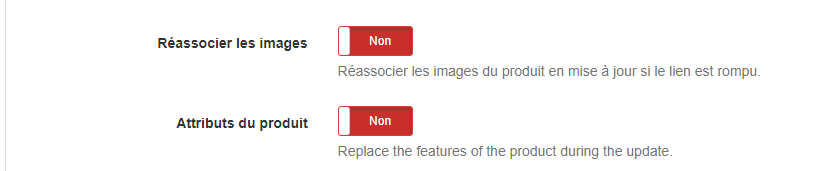 Réassocier les images
Non
Réassocier les images du produit en mise à jour si le lien est rompu.
Attributs du produit
Non
Replace the features of the product during the update.